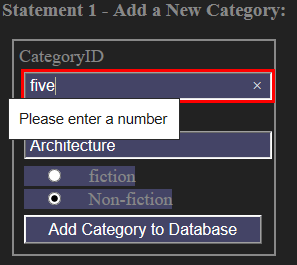 Statement 1 - Add a New Category:
CategoryID
five
Please enter a number
Architecture
fiction
Non-fiction
Add Category to Database